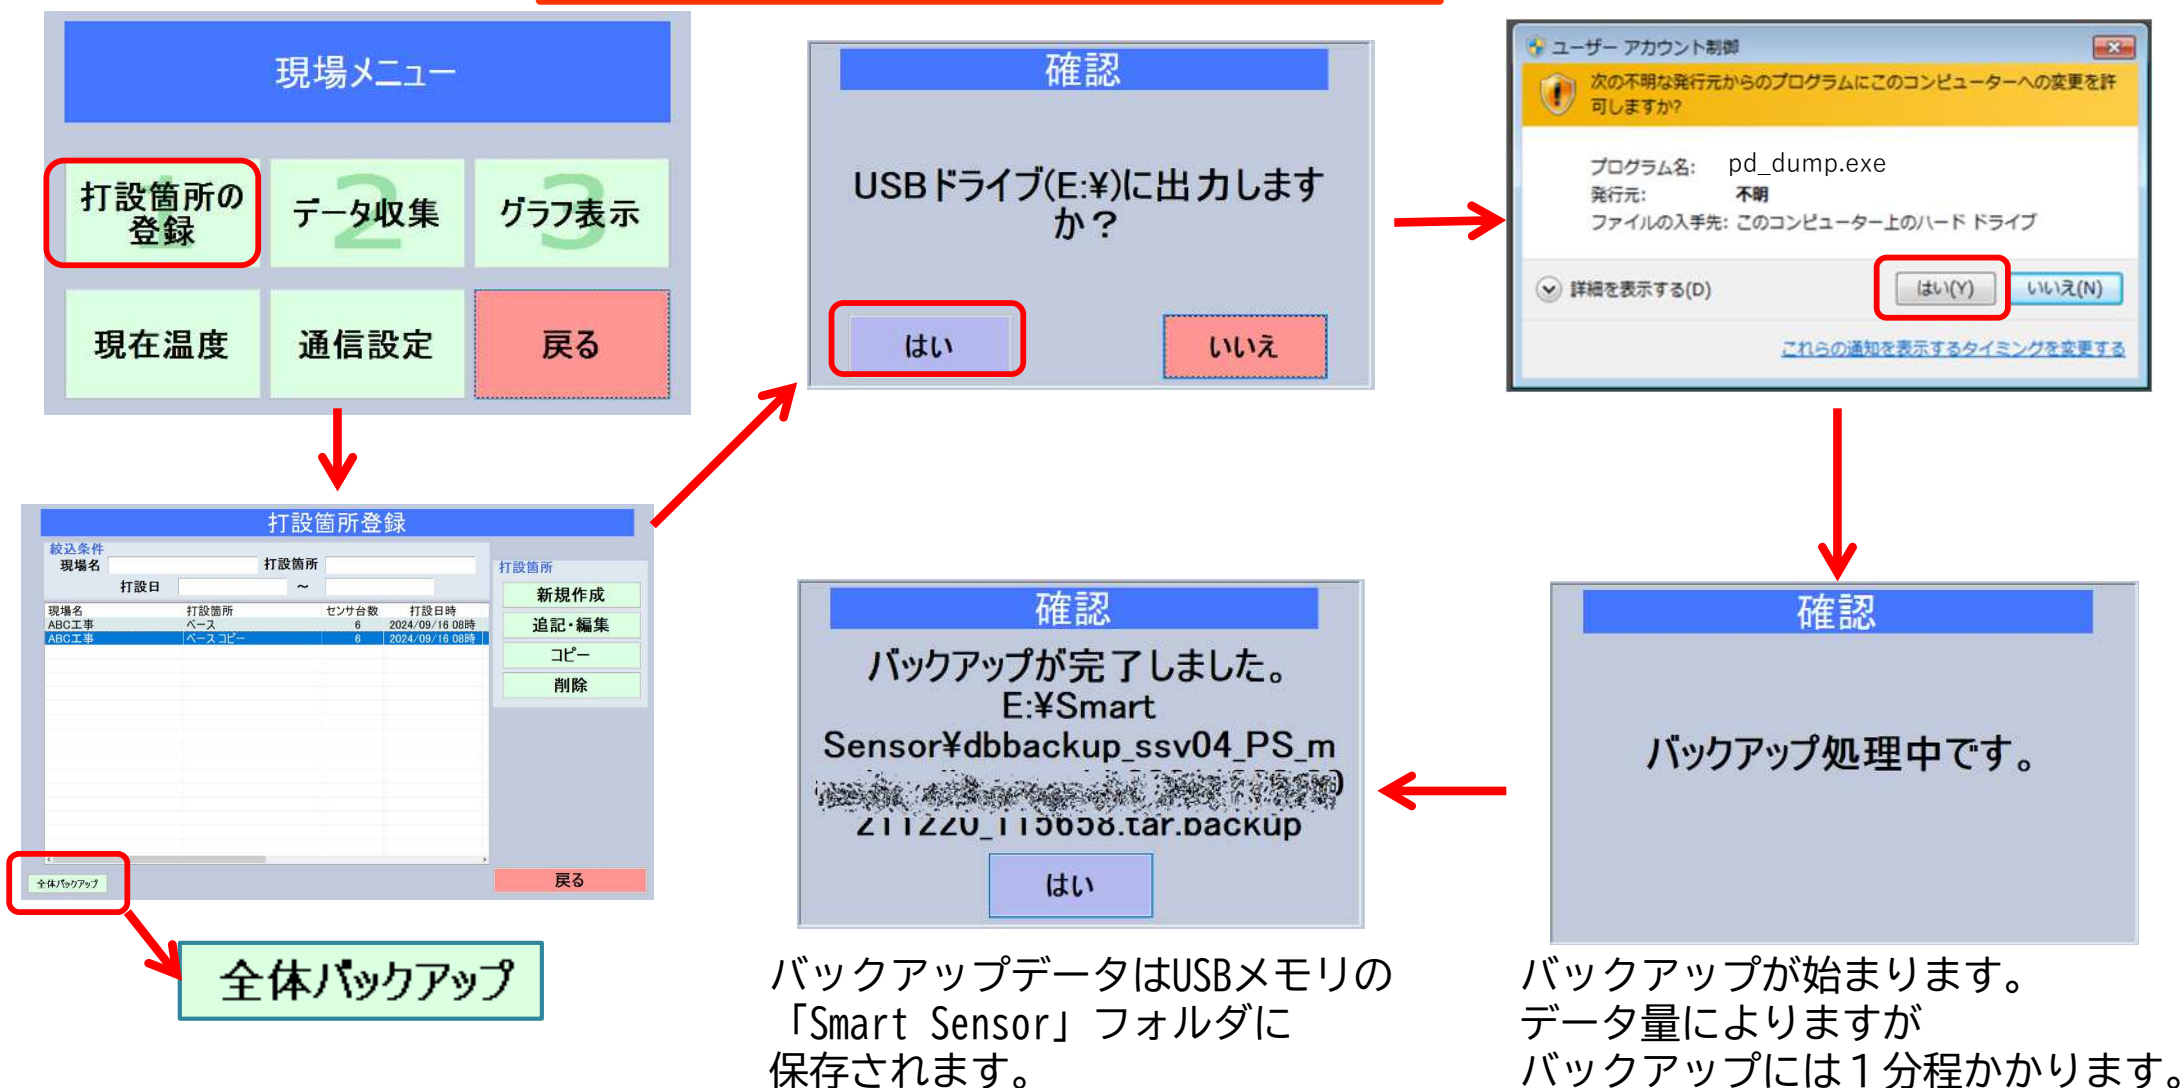 現場メニュー
1
打設箇所の
登録
2
データ収集
3
グラフ表示
現在温度
通信設定
戻る
確認
USBドライブ(E:¥)に出力します
か？
はい
いいえ
ユーザー アカウント制御
次の不明な発行元からのプログラムにこのコンピューターへの変更を許
可しますか?
プログラム名: pd_dump.exe
発行元: 不明
ファイルの入手先: このコンピューター上のハード ドライブ
詳細を表示する(D)
はい(Y)
いいえ(N)
これらの通知を表示するタイミングを変更する
打設箇所登録
絞込条件
現場名 打設箇所
打設日 ～
現場名 打設箇所 センサ台数 打設日時
ABC工事 ベース 6 2024/09/16 08時
ABC工事 ベース コピー 6 2024/09/16 08時
打設箇所
新規作成
追記・編集
コピー
削除
全体バックアップ
戻る
全体バックアップ
確認
バックアップが完了しました。
E:¥Smart
Sensor¥dbbackup_ssv04_PS_m
211220_115658.tar.backup
はい
バックアップデータはUSBメモリの
「Smart Sensor」フォルダに
保存されます。
確認
バックアップ処理中です。
バックアップが始まります。
データ量によりますが
バックアップには１分程かかります。